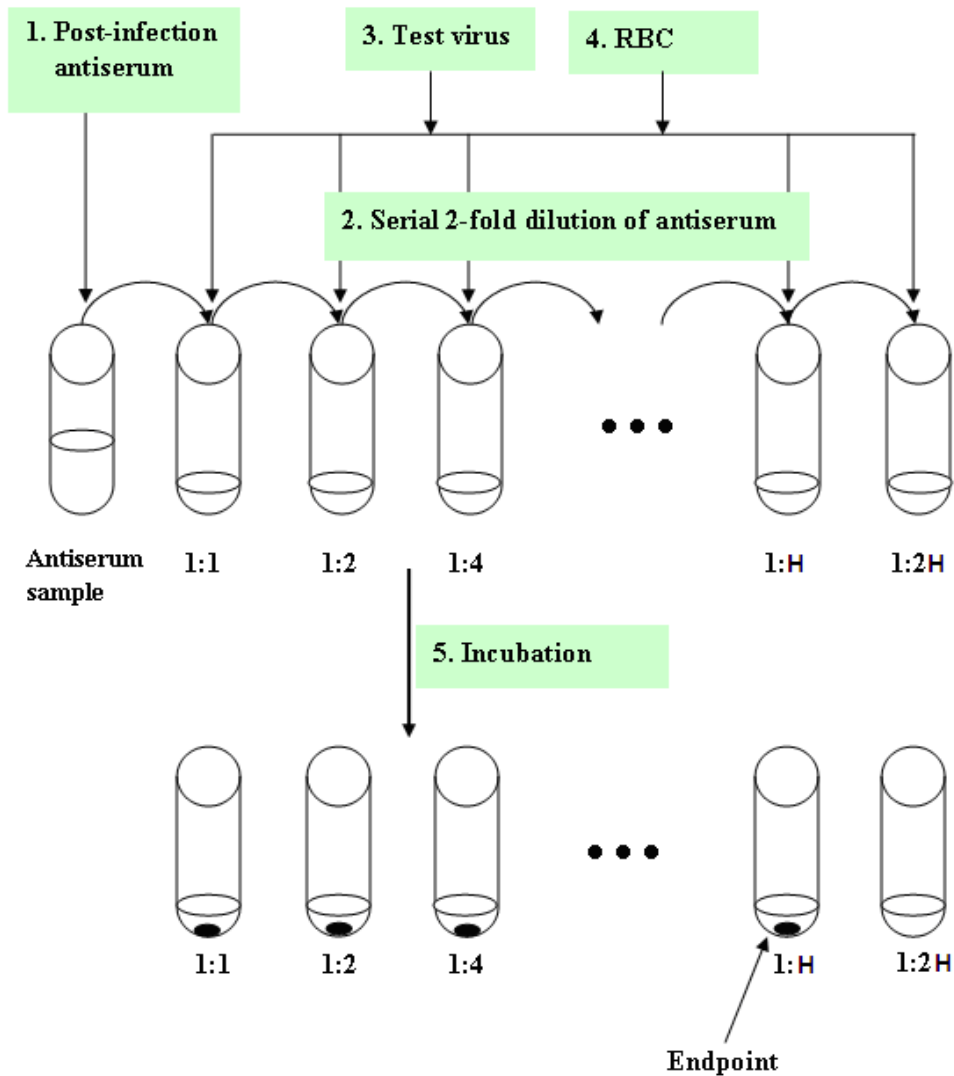 1. Post-infection
antiserum
3. Test virus
4. RBC
2. Serial 2-fold dilution of antiserum
Antiserum
sample
1:1
1:2
1:4
1:H
1:2H
5. Incubation
1:1
1:2
1:4
1:H
1:2H
Endpoint